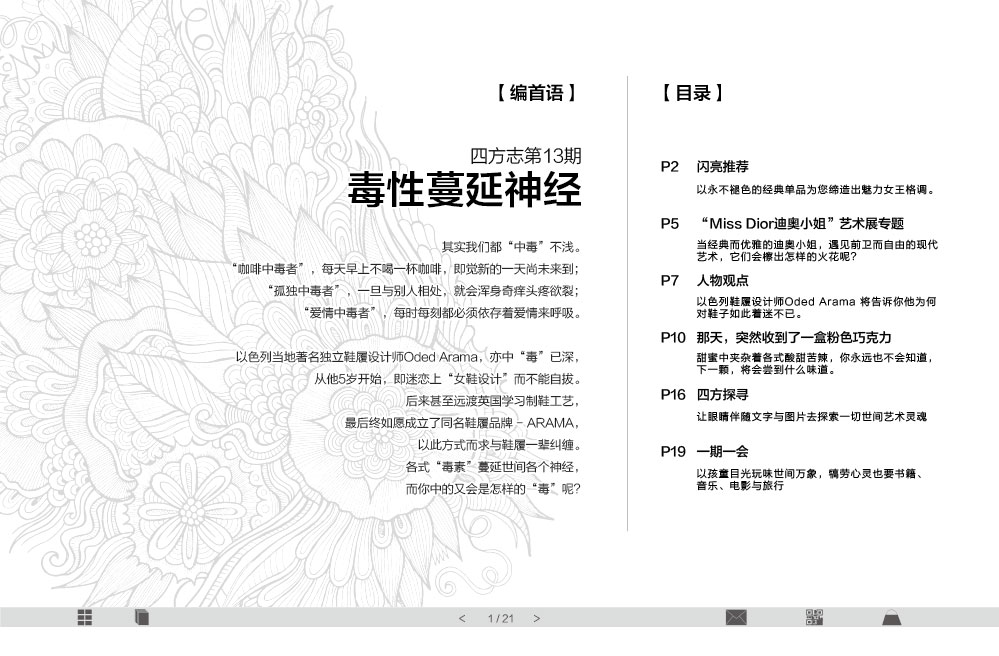 【 编首语 】
四方志第13期
毒性蔓延神经
其实我们都“中毒”不浅。
“咖啡中毒者”，每天早上不喝一杯咖啡，即觉新的一天尚未来到；
“孤独中毒者”，一旦与别人相处，就会浑身奇痒头疼欲裂；
“爱情中毒者”，每时每刻都必须依存着爱情来呼吸。
以色列当地著名独立鞋履设计师Oded Arama，亦中“毒”已深，
从他5岁开始，即迷恋上“女鞋设计”而不能自拔。
后来甚至远渡英国学习制鞋工艺，
最后终如愿成立了同名鞋履品牌 – ARAMA，
以此方式而求与鞋履一辈纠缠。
各式“毒素”蔓延世间各个神经，
而你中的又会是怎样的“毒”呢？
【 目录 】
P2 闪亮推荐
以永不褪色的经典单品为您缔造出魅力女王格调。
P5 “Miss Dior迪奥小姐”艺术展专题
当经典而优雅的迪奥小姐，遇见前卫而自由的现代
艺术，它们会檫出怎样的火花呢？
P7 人物观点
以色列鞋履设计师Oded Arama 将告诉你他为何
对鞋子如此着迷不已。
P10 那天，突然收到了一盒粉色巧克力
甜蜜中夹杂着各式酸甜苦辣，你永远也不会知道，
下一颗，将会尝到什么味道。
P16 四方探寻
让眼睛伴随文字与图片去探索一切世间艺术灵魂
P19 一期一会
以孩童目光玩味世间万象，犒劳心灵也要书籍、
音乐、电影与旅行
< 1 / 21 >